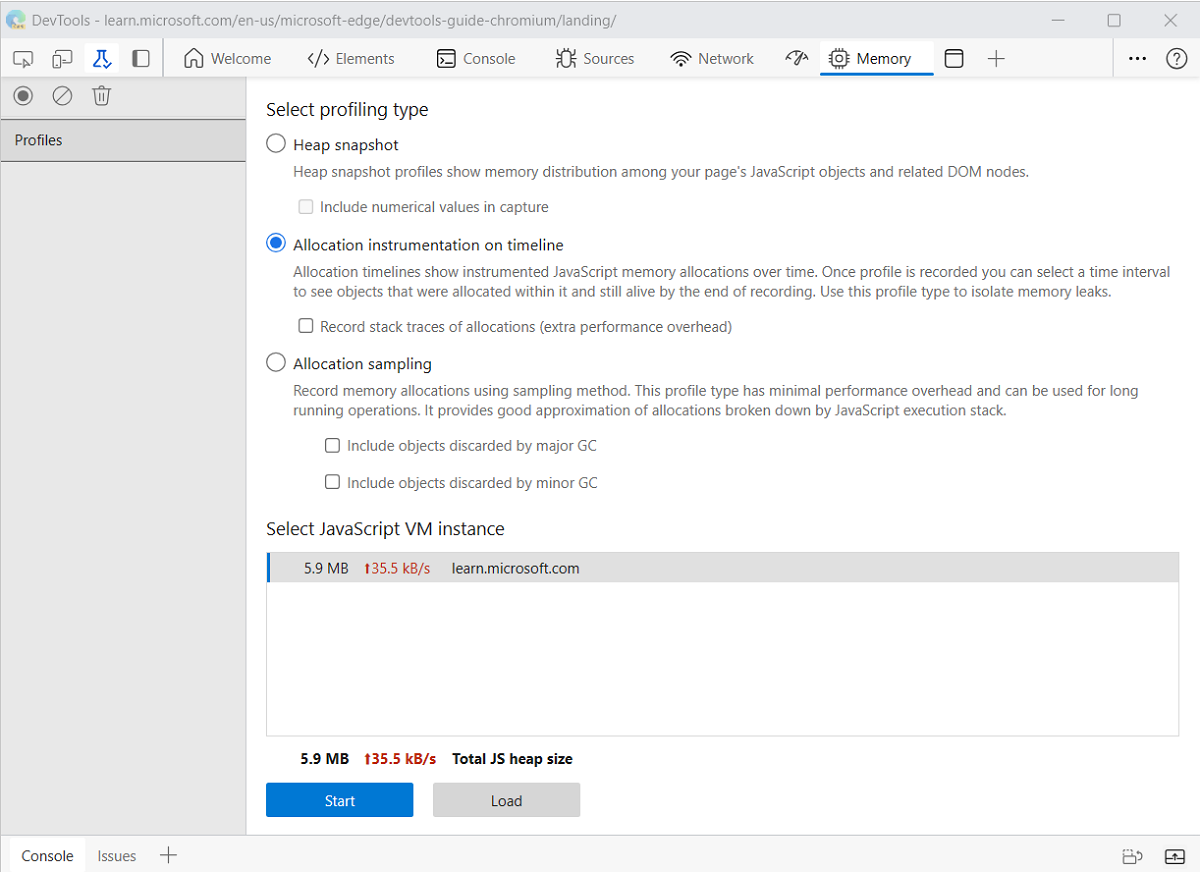 DevTools - learn.microsoft.com/en-us/microsoft-edge/devtools-guide-chromium/landing/
Welcome
Elements
Console
Sources
Network
Memory
Profiles
Select profiling type
Heap snapshot
Heap snapshot profiles show memory distribution among your page's JavaScript objects and related DOM nodes.
Include numerical values in capture
Allocation instrumentation on timeline
Allocation timelines show instrumented JavaScript memory allocations over time. Once profile is recorded you can select a time interval
to see objects that were allocated within it and still alive by the end of recording. Use this profile type to isolate memory leaks.
Record stack traces of allocations (extra performance overhead)
Allocation sampling
Record memory allocations using sampling method. This profile type has minimal performance overhead and can be used for long
running operations. It provides good approximation of allocations broken down by JavaScript execution stack.
Include objects discarded by major GC
Include objects discarded by minor GC
Select JavaScript VM instance
5.9 MB ⬆35.5 kB/s learn.microsoft.com
5.9 MB ⬆35.5 kB/s Total JS heap size
Start
Load
Console
Issues